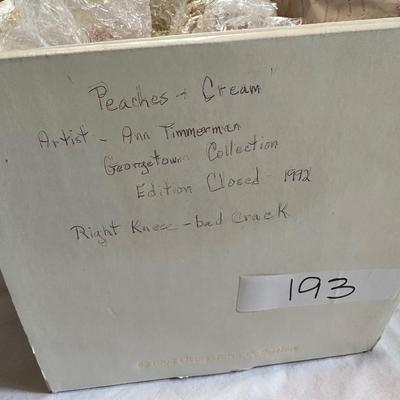 "Peaches + Cream"
Artist - Ann Timmerman
Georgetown Collection
Edition Closed 1992
Right Knee - bad crack
193